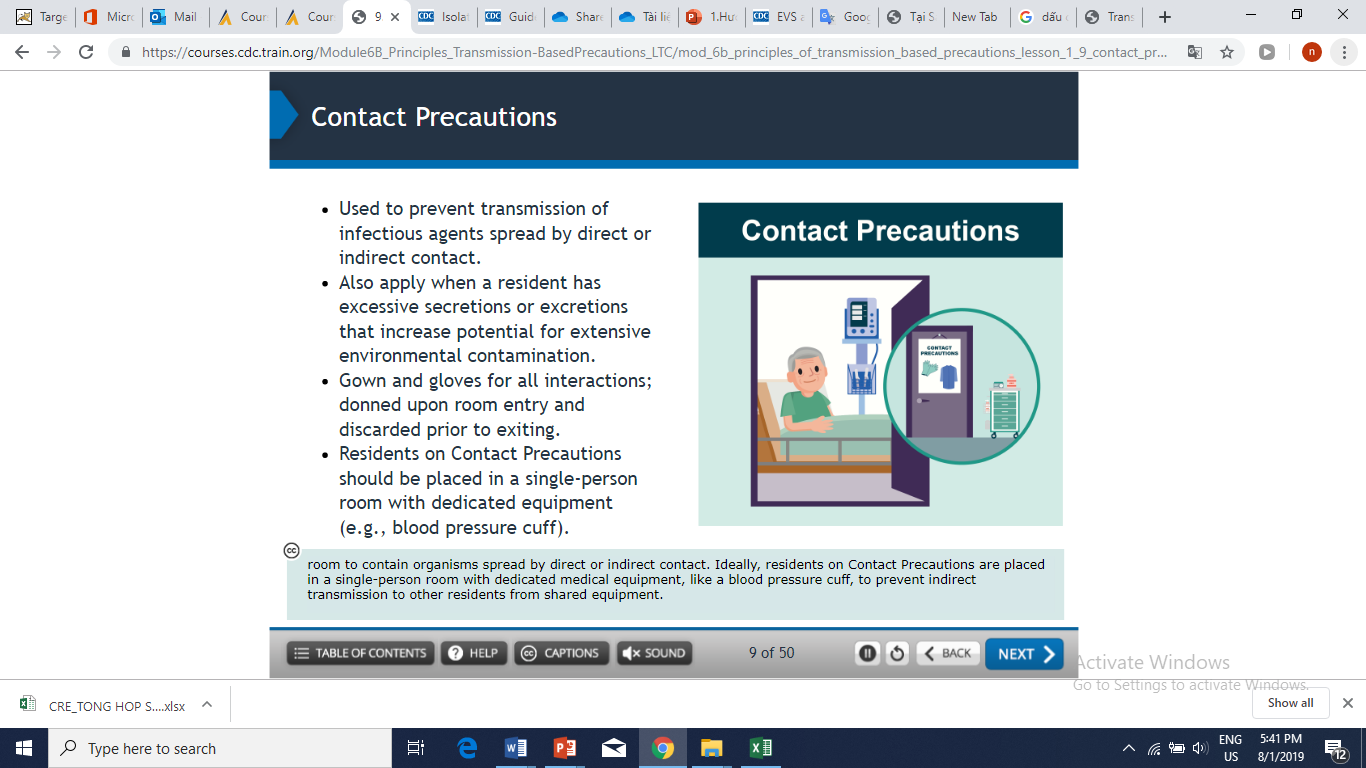 Targe
Micr
Mail
Cour
Cour
9
CDC Isolat
CDC Guid
Share
Tài liệ
1.Hư
CDC EVS a
Goog
Tại S
New Tab
dấu
Trans
https://courses.cdc.train.org/Module6B_Principles_Transmission-BasedPrecautions_LTC/mod_6b_principles_of_transmission_based_precautions_lesson_1_9_contact_pr...
n
Contact Precautions
• Used to prevent transmission of
infectious agents spread by direct or
indirect contact.
• Also apply when a resident has
excessive secretions or excretions
that increase potential for extensive
environmental contamination.
• Gown and gloves for all interactions;
donned upon room entry and
discarded prior to exiting.
• Residents on Contact Precautions
should be placed in a single-person
room with dedicated equipment
(e.g., blood pressure cuff).
Contact Precautions
CONTACT
PRECAUTIONS
cc
room to contain organisms spread by direct or indirect contact. Ideally, residents on Contact Precautions are placed
in a single-person room with dedicated medical equipment, like a blood pressure cuff, to prevent indirect
transmission to other residents from shared equipment.
TABLE OF CONTENTS
? HELP
cc CAPTIONS
SOUND
9 of 50
BACK
NEXT
Activate Windows
Go to Settings to activate Windows.
CRE_TONG HOP S....xlsx
Show all
Type here to search
ENG
US
5:41 PM
8/1/2019
12